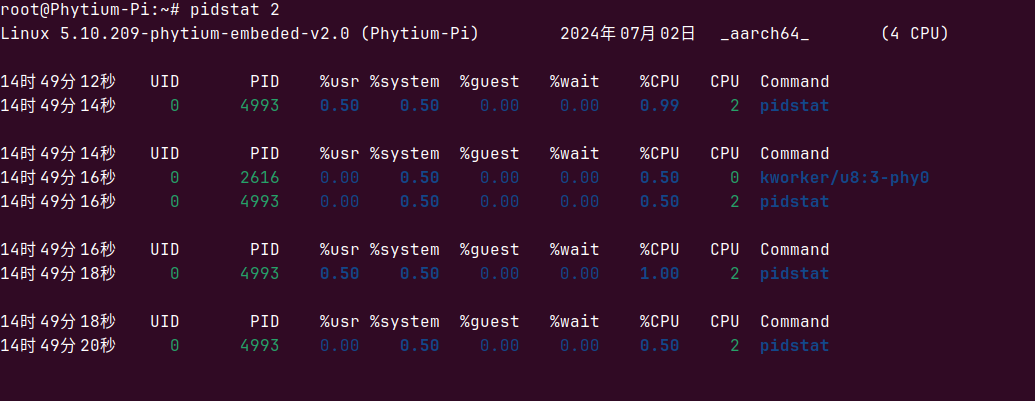 root@Phytium-Pi:~# pidstat 2
Linux 5.10.209-phytium-embeded-v2.0 (Phytium-Pi) 2024年07月02日 _aarch64_ (4 CPU)
14时49分12秒 UID PID %usr %system %guest %wait %CPU CPU Command
14时49分14秒 0 4993 0.50 0.50 0.00 0.00 0.99 2 pidstat
14时49分14秒 UID PID %usr %system %guest %wait %CPU CPU Command
14时49分16秒 0 2616 0.00 0.50 0.00 0.00 0.50 0 kworker/u8:3-phy0
14时49分16秒 0 4993 0.00 0.50 0.00 0.00 0.50 2 pidstat
14时49分16秒 UID PID %usr %system %guest %wait %CPU CPU Command
14时49分18秒 0 4993 0.50 0.50 0.00 0.00 1.00 2 pidstat
14时49分18秒 UID PID %usr %system %guest %wait %CPU CPU Command
14时49分20秒 0 4993 0.00 0.50 0.00 0.00 0.50 2 pidstat